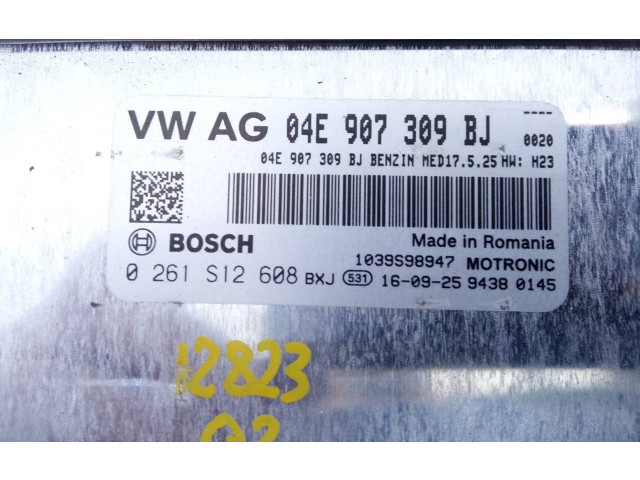 VW AG 04E 907 309 BJ 0020
04E 907 309 BJ BENZIN MED17.5.25 HW: H23
BOSCH Made in Romania
1039S98947 MOTRONIC
0 261 S12 608 BXJ 531 16-09-25 9438 0145
12823